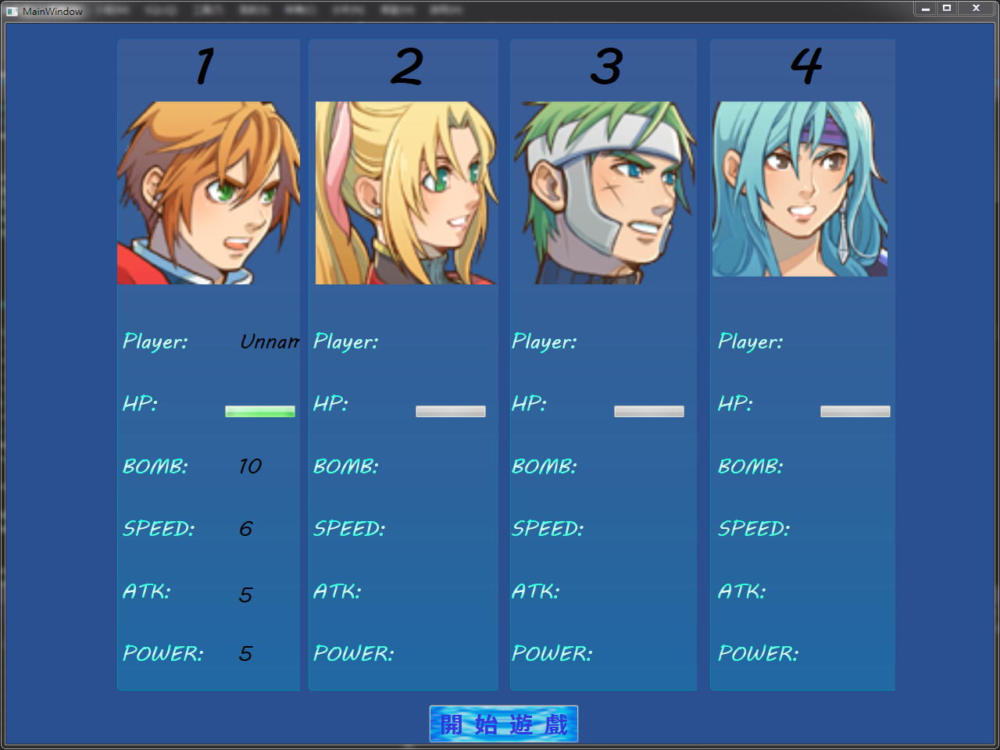 MainWindow
1 2 3 4
Player: Unnam Player: Player: Player:
HP: HP: HP: HP:
BOMB: 10 BOMB: BOMB: BOMB:
SPEED: 6 SPEED: SPEED: SPEED:
ATK: 5 ATK: ATK: ATK:
POWER: 5 POWER: POWER: POWER:
開始遊戲